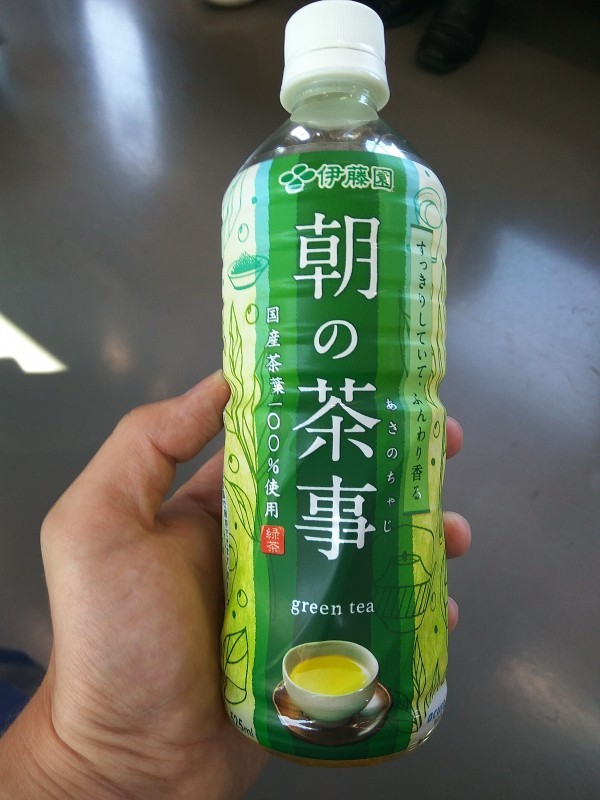 伊藤園
朝の茶事
あさのちゃじ
すっきりしていて、ふんわり香る
国産茶葉一〇〇%使用
緑茶
green tea